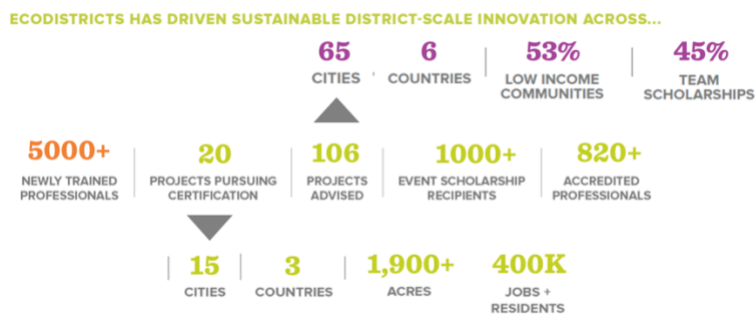 ECODISTRICTS HAS DRIVEN SUSTAINABLE DISTRICT-SCALE INNOVATION ACROSS...
65 6 53% 45%
CITIES COUNTRIES LOW INCOME TEAM
COMMUNITIES SCHOLARSHIPS
5000+ 20 106 1000+ 820+
NEWLY TRAINED PROJECTS PURSUING PROJECTS EVENT SCHOLARSHIP ACCREDITED
PROFESSIONALS CERTIFICATION ADVISED RECIPIENTS PROFESSIONALS
15 3 1,900+ 400K
CITIES COUNTRIES ACRES JOBS +
RESIDENTS